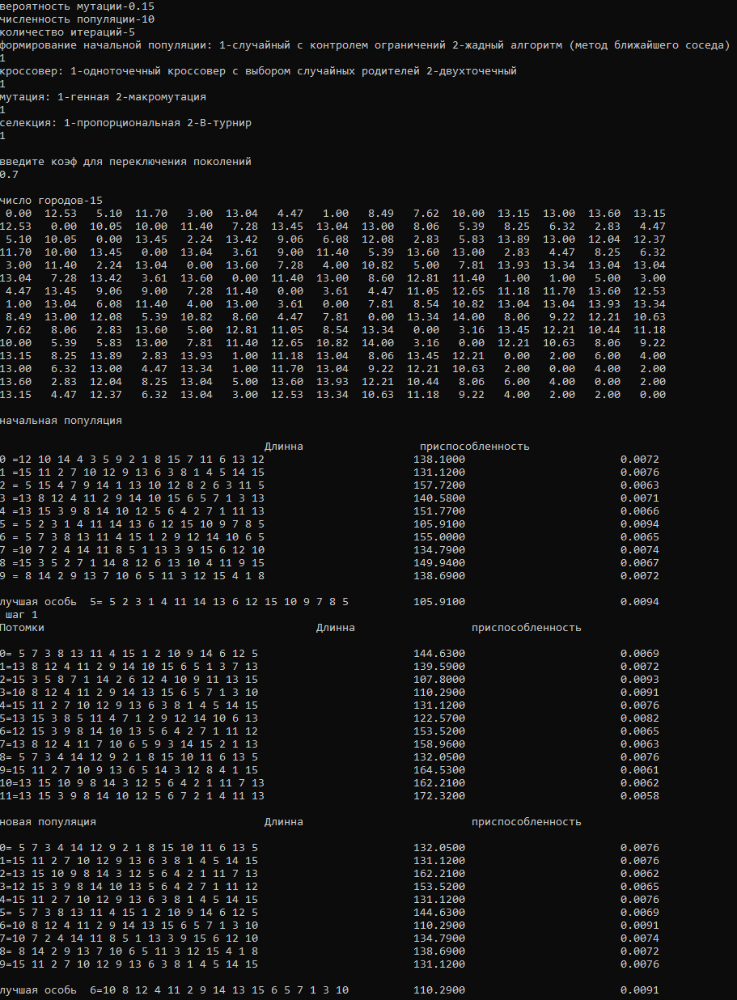 вероятность мутации-0.15
численность популяции-10
количество итераций-5
формирование начальной популяции: 1-случайный с контролем ограничений 2-жадный алгоритм (метод ближайшего соседа)
1
кроссовер: 1-одноточечный кроссовер с выбором случайных родителей 2-двухточечный
1
мутация: 1-генная 2-макромутация
1
селекция: 1-пропорциональная 2-B-турнир
1
введите коэф для переключения поколений
0.7
число городов-15
0.00 12.53 5.10 11.70 3.00 13.04 4.47 1.00 8.49 7.62 10.00 13.15 13.00 13.60 13.15
12.53 0.00 10.05 10.00 11.40 7.28 13.45 13.04 13.00 8.06 5.39 8.25 6.32 2.83 4.47
5.10 10.05 0.00 13.45 2.24 13.42 9.06 6.08 12.08 2.83 5.83 13.89 13.00 12.04 12.37
11.70 10.00 13.45 0.00 13.04 3.61 9.00 11.40 5.39 13.60 13.00 2.83 4.47 8.25 6.32
3.00 11.40 2.24 13.04 0.00 13.60 7.28 4.00 10.82 5.00 7.81 13.93 13.34 13.04 13.04
13.04 7.28 13.42 3.61 13.60 0.00 11.40 13.00 8.60 12.81 11.40 1.00 1.00 5.00 3.00
4.47 13.45 9.06 9.00 7.28 11.40 0.00 3.61 4.47 11.05 12.65 11.18 11.70 13.60 12.53
1.00 13.04 6.08 11.40 4.00 13.00 3.61 0.00 7.81 8.54 10.82 13.04 13.04 13.93 13.34
8.49 13.00 12.08 5.39 10.82 8.60 4.47 7.81 0.00 13.34 14.00 8.06 9.22 12.21 10.63
7.62 8.06 2.83 13.60 5.00 12.81 11.05 8.54 13.34 0.00 3.16 13.45 12.21 10.44 11.18
10.00 5.39 5.83 13.00 7.81 11.40 12.65 10.82 14.00 3.16 0.00 12.21 10.63 8.06 9.22
13.15 8.25 13.89 2.83 13.93 1.00 11.18 13.04 8.06 13.45 12.21 0.00 2.00 6.00 4.00
13.00 6.32 13.00 4.47 13.34 1.00 11.70 13.04 9.22 12.21 10.63 2.00 0.00 4.00 2.00
13.60 2.83 12.04 8.25 13.04 5.00 13.60 13.93 12.21 10.44 8.06 6.00 4.00 0.00 2.00
13.15 4.47 12.37 6.32 13.04 3.00 12.53 13.34 10.63 11.18 9.22 4.00 2.00 2.00 0.00
начальная популяция
Длинна приспособленность
0 =12 10 14 4 3 5 9 2 1 8 15 7 11 6 13 12 138.1000 0.0072
1 =15 11 2 7 10 12 9 13 6 3 8 1 4 5 14 15 131.1200 0.0076
2 = 5 15 4 7 9 14 1 13 10 12 8 2 6 3 11 5 157.7200 0.0063
3 =13 8 12 4 11 2 9 14 10 15 6 5 7 1 3 13 140.5800 0.0071
4 =13 15 3 9 8 14 10 12 5 6 4 2 7 1 11 13 151.7700 0.0066
5 = 5 2 3 1 4 11 14 13 6 12 15 10 9 7 8 5 105.9100 0.0094
6 = 5 7 3 8 13 11 4 15 1 2 9 12 14 10 6 5 155.0000 0.0065
7 =10 7 2 4 14 11 8 5 1 13 3 9 15 6 12 10 134.7900 0.0074
8 =15 3 5 2 7 1 14 8 12 6 13 10 4 11 9 15 149.9400 0.0067
9 = 8 14 2 9 13 7 10 6 5 11 3 12 15 4 1 8 138.6900 0.0072
лучшая особь 5= 5 2 3 1 4 11 14 13 6 12 15 10 9 7 8 5 105.9100 0.0094
шаг 1
Потомки Длинна приспособленность
0= 5 7 3 8 13 11 4 15 1 2 10 9 14 6 12 5 144.6300 0.0069
1=13 8 12 4 11 2 9 14 10 15 6 5 1 3 7 13 139.5900 0.0072
2=15 3 5 8 7 1 14 2 6 12 4 10 9 11 13 15 107.8000 0.0093
3=10 8 12 4 11 2 9 14 13 15 6 5 7 1 3 10 110.2900 0.0091
4=15 11 2 7 10 12 9 13 6 3 8 1 4 5 14 15 131.1200 0.0076
5=13 15 3 8 5 11 4 7 1 2 9 12 14 10 6 13 122.5700 0.0082
6=12 15 3 9 8 14 10 13 5 6 4 2 7 1 11 12 153.5200 0.0065
7=13 8 12 4 11 7 10 6 5 9 3 14 15 2 1 13 158.9600 0.0063
8= 5 7 3 4 14 12 9 2 1 8 15 10 11 6 13 5 132.0500 0.0076
9=15 11 2 7 10 9 13 6 5 14 3 12 8 4 1 15 164.5300 0.0061
10=13 15 10 9 8 14 3 12 5 6 4 2 1 11 7 13 162.2100 0.0062
11=13 15 3 9 8 14 10 12 5 6 7 2 1 4 11 13 172.3200 0.0058
новая популяция Длинна приспособленность
0= 5 7 3 4 14 12 9 2 1 8 15 10 11 6 13 5 132.0500 0.0076
1=15 11 2 7 10 12 9 13 6 3 8 1 4 5 14 15 131.1200 0.0076
2=13 15 10 9 8 14 3 12 5 6 4 2 1 11 7 13 162.2100 0.0062
3=12 15 3 9 8 14 10 13 5 6 4 2 7 1 11 12 153.5200 0.0065
4=15 11 2 7 10 12 9 13 6 3 8 1 4 5 14 15 131.1200 0.0076
5= 5 7 3 8 13 11 4 15 1 2 10 9 14 6 12 5 144.6300 0.0069
6=10 8 12 4 11 2 9 14 13 15 6 5 7 1 3 10 110.2900 0.0091
7=10 7 2 4 14 11 8 5 1 13 3 9 15 6 12 10 134.7900 0.0074
8= 8 14 2 9 13 7 10 6 5 11 3 12 15 4 1 8 138.6900 0.0072
9=15 11 2 7 10 12 9 13 6 3 8 1 4 5 14 15 131.1200 0.0076
лучшая особь 6=10 8 12 4 11 2 9 14 13 15 6 5 7 1 3 10 110.2900 0.0091